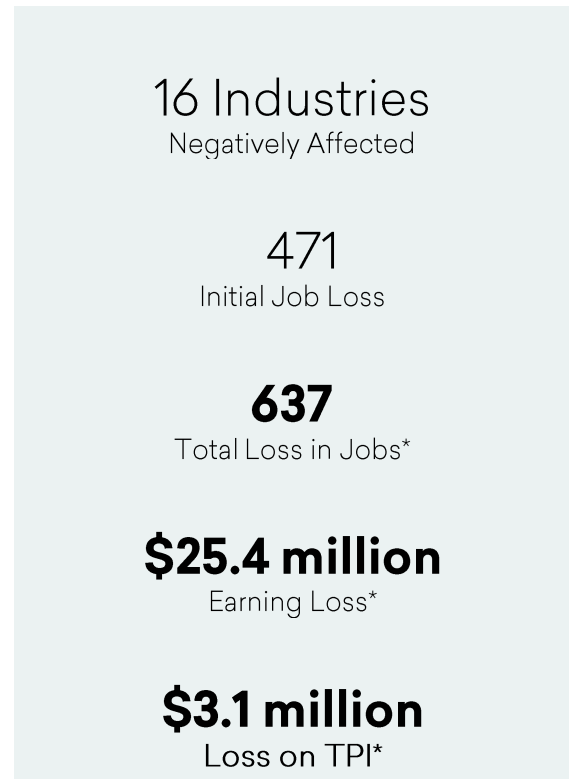 16 Industries
Negatively Affected
471
Initial Job Loss
637
Total Loss in Jobs*
$25.4 million
Earning Loss*
$3.1 million
Loss on TPI*